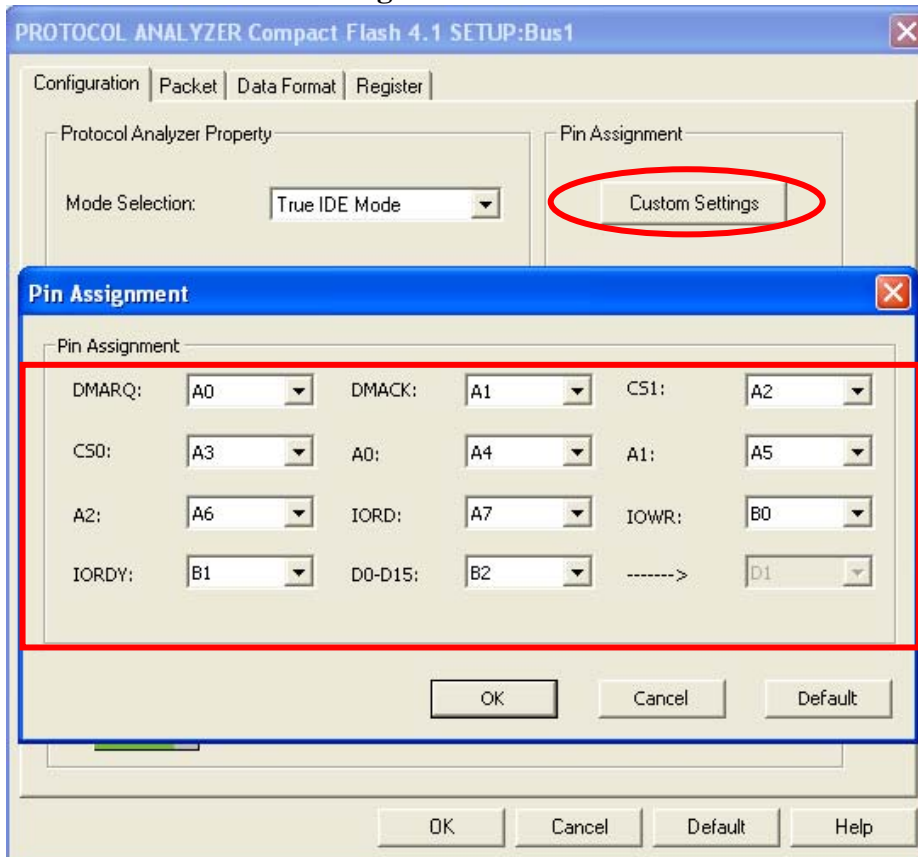 PROTOCOL ANALYZER Compact Flash 4.1 SETUP:Bus1
Configuration Packet Data Format Register
Protocol Analyzer Property Pin Assignment
Mode Selection: True IDE Mode Custom Settings
Pin Assignment
Pin Assignment
DMARQ: A0 DMACK: A1 CS1: A2
CS0: A3 A0: A4 A1: A5
A2: A6 IORD: A7 IOWR: B0
IORDY: B1 D0-D15: B2 -------> D1
OK Cancel Default
OK Cancel Default Help